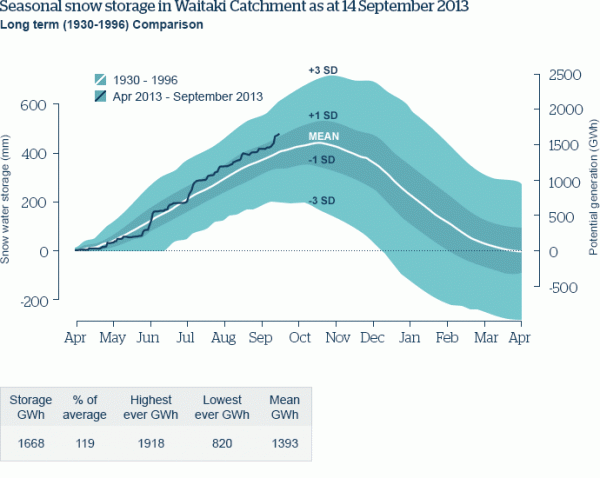 Seasonal snow storage in Waitaki Catchment as at 14 September 2013
Long term (1930-1996) Comparison
1930 - 1996
Apr 2013 - September 2013
+3 SD
+1 SD
MEAN
-1 SD
-3 SD
Snow water storage (mm)
600
400
200
0
-200
2500
2000
1500
1000
500
0
-500
Potential generation (GWh)
Apr May Jun Jul Aug Sep Oct Nov Dec Jan Feb Mar Apr
Storage GWh % of average Highest ever GWh Lowest ever GWh Mean GWh
1668 119 1918 820 1393